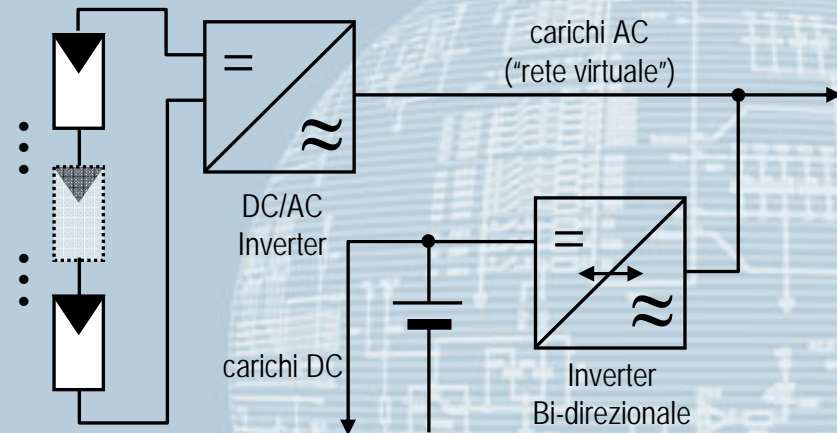 carichi AC
("rete virtuale")
=
≈
DC/AC
Inverter
=
≈
carichi DC
Inverter
Bi-direzionale